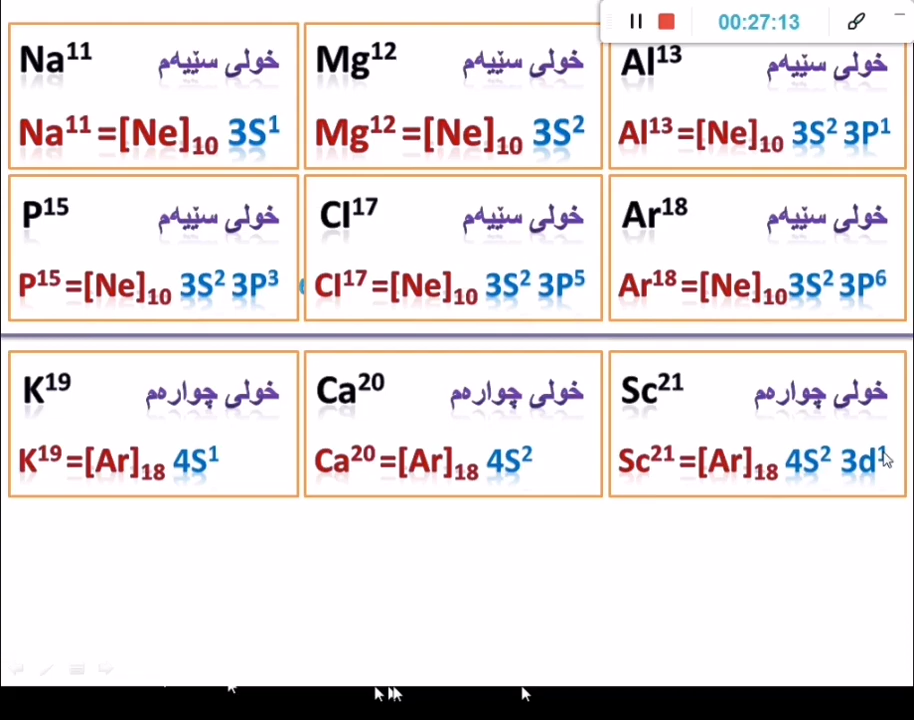 00:27:13
Na¹¹ خولی سێیەم
Na¹¹ =[Ne]₁₀ 3S¹
Mg¹² خولی سێیەم
Mg¹² =[Ne]₁₀ 3S²
Al¹³ خولی سێیەم
Al¹³ =[Ne]₁₀ 3S² 3P¹
P¹⁵ خولی سێیەم
P¹⁵ =[Ne]₁₀ 3S² 3P³
Cl¹⁷ خولی سێیەم
Cl¹⁷ =[Ne]₁₀ 3S² 3P⁵
Ar¹⁸ خولی سێیەم
Ar¹⁸ =[Ne]₁₀3S² 3P⁶
K¹⁹ خولی چوارەم
K¹⁹ =[Ar]₁₈ 4S¹
Ca²⁰ خولی چوارەم
Ca²⁰ =[Ar]₁₈ 4S²
Sc²¹ خولی چوارەم
Sc²¹ =[Ar]₁₈ 4S² 3d¹